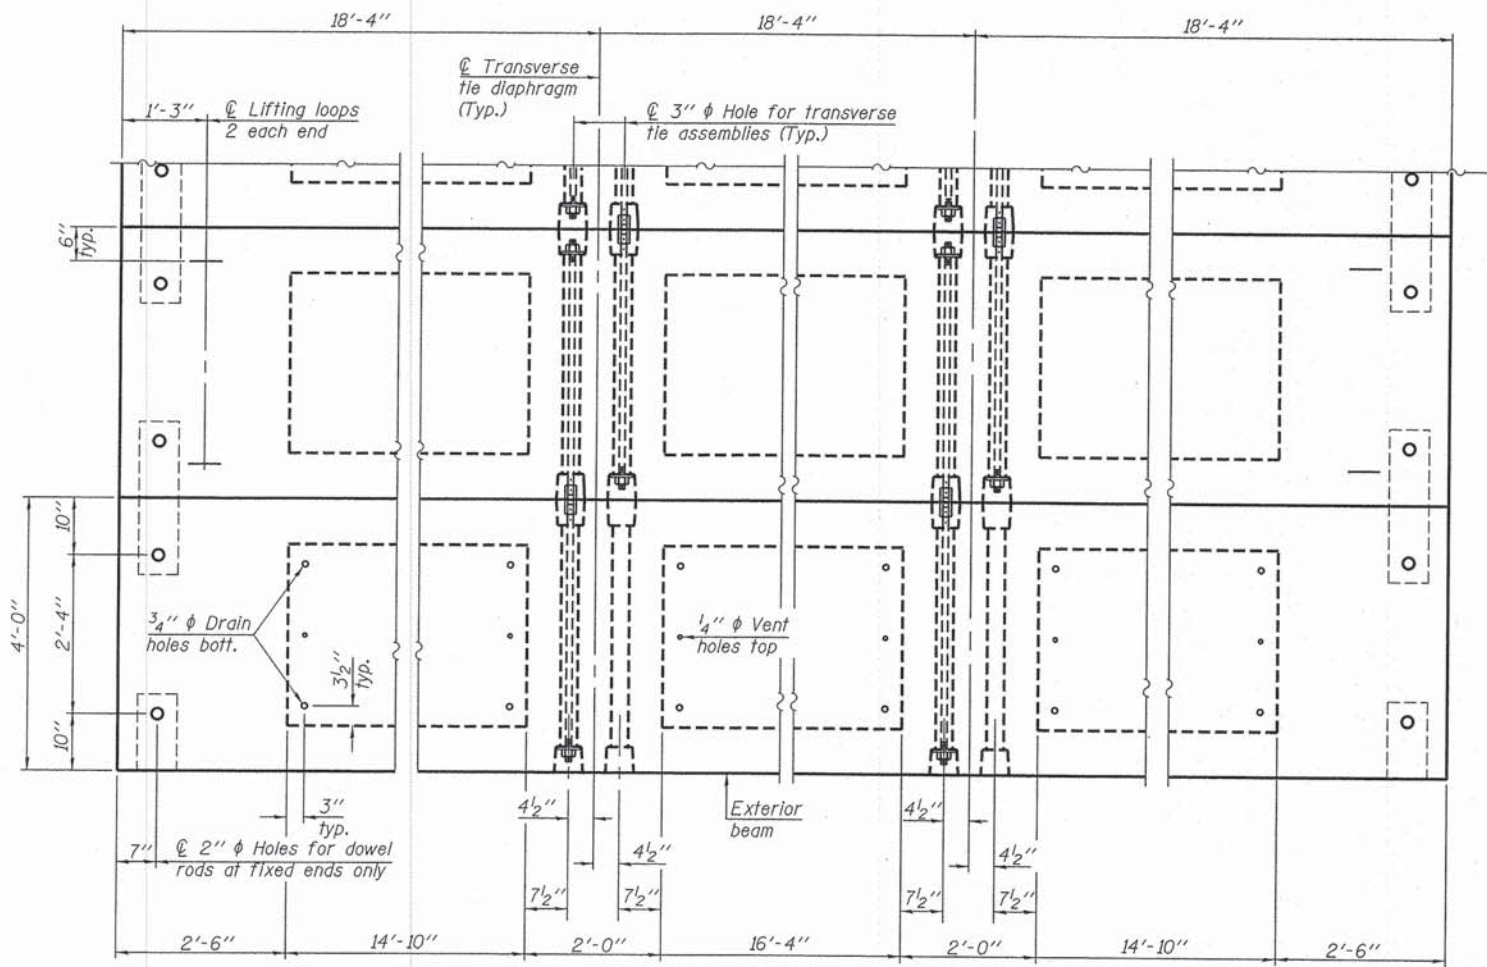 18'-4"
18'-4"
18'-4"
℄ Transverse
tie diaphragm
(Typ.)
1'-3"
℄ Lifting loops
2 each end
℄ 3" ϕ Hole for transverse
tie assemblies (Typ.)
6"
typ.
10"
4'-0"
2'-4"
10"
3/4" ϕ Drain
holes bott.
3 1/2"
typ.
1/4" ϕ Vent
holes top
3"
typ.
4 1/2"
Exterior
beam
4 1/2"
7"
℄ 2" ϕ Holes for dowel
rods at fixed ends only
4 1/2"
4 1/2"
7 1/2"
7 1/2"
7 1/2"
7 1/2"
2'-6"
14'-10"
2'-0"
16'-4"
2'-0"
14'-10"
2'-6"